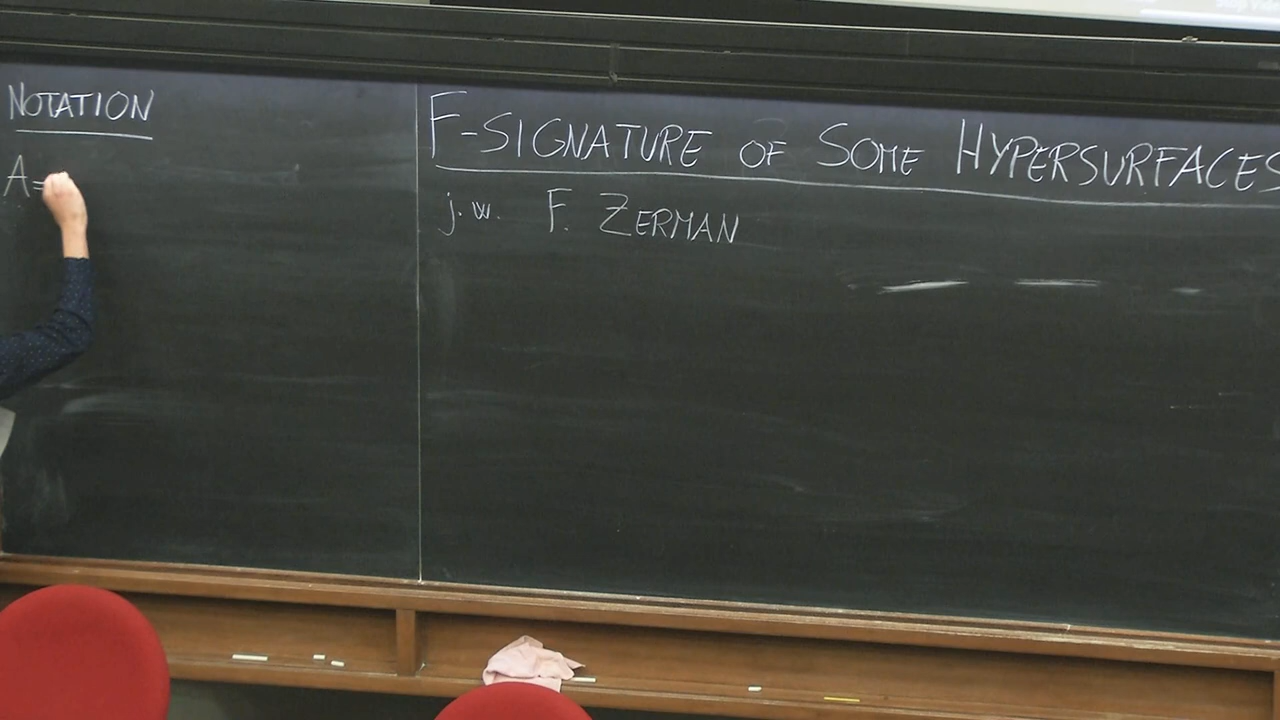 NOTATION
A=
F-SIGNATURE OF SOME HYPERSURFACES
j.w. F. ZERMAN